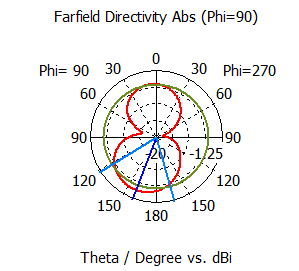 Farfield Directivity Abs (Phi=90)
0
Phi= 90 30 30 Phi=270
60 60
90 -20 -1.25 90
120 120
150 150
180
Theta / Degree vs. dBi